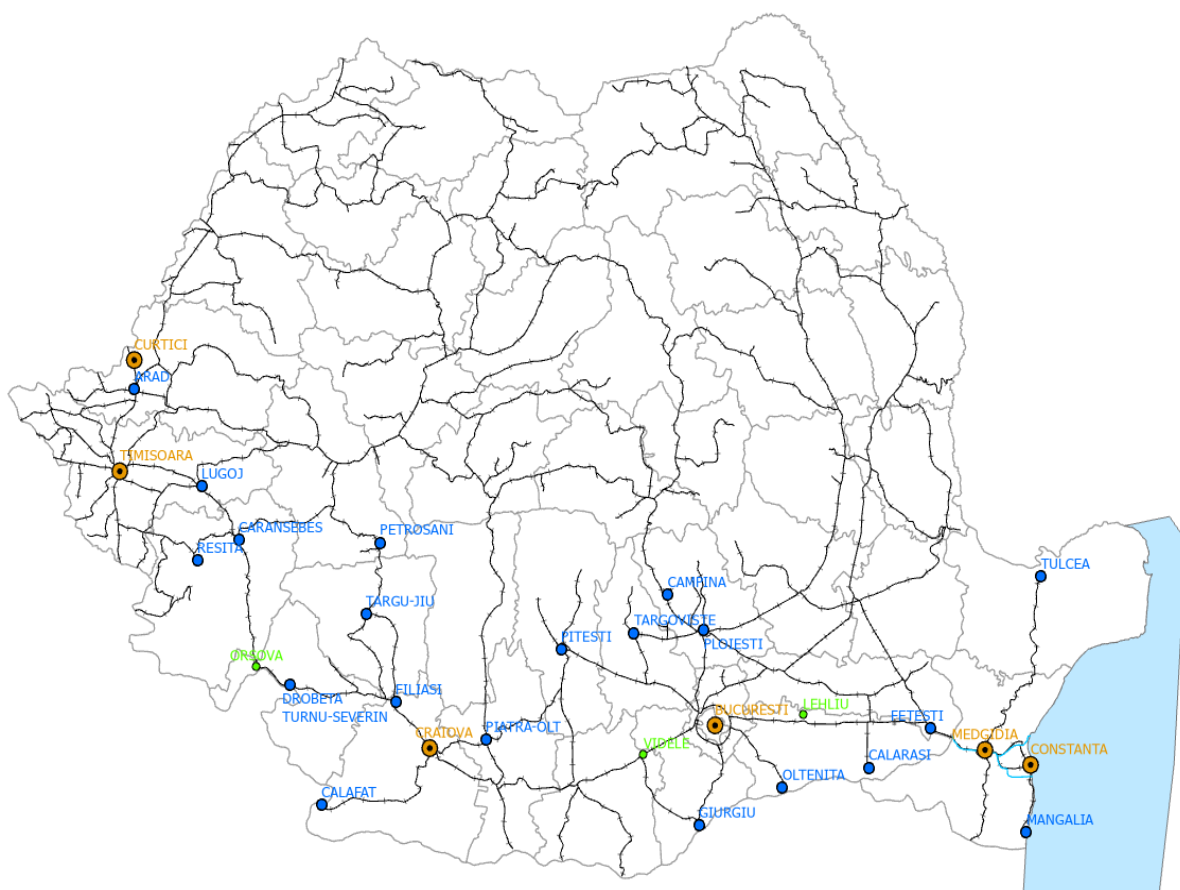 CURTICI
ARAD
TIMISOARA
LUGOJ
CARANSEBES
PETROSANI
RESITA
TULCEA
CAMPINA
TARGU-JIU
TARGOVISTE
PITESTI
PLOIESTI
ORSOVA
DROBETA
TURNU-SEVERIN
FILIASI
BUCURESTI
LEHLIU
FETESTI
CRAIOVA
PIATRA-OLT
VIDELE
MEDGIDIA
CONSTANTA
CALARASI
OLTENITA
CALAFAT
GIURGIU
MANGALIA